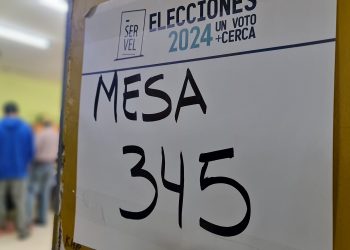 SERVEL
ELECCIONES
2024 UN VOTO
+CERCA
MESA
345